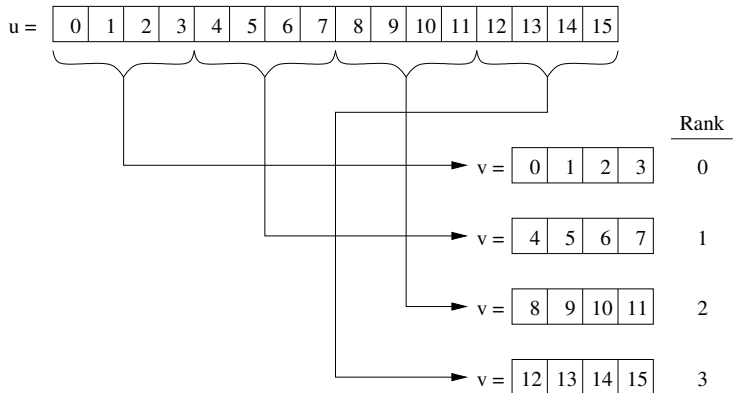 u = 0 1 2 3 4 5 6 7 8 9 10 11 12 13 14 15
Rank
v = 0 1 2 3 0
v = 4 5 6 7 1
v = 8 9 10 11 2
v = 12 13 14 15 3